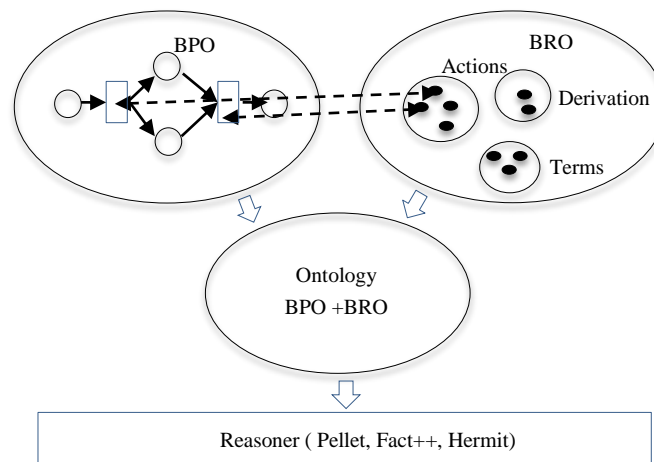 BPO
BRO
Actions
Derivation
Terms
Ontology
BPO +BRO
Reasoner ( Pellet, Fact++, Hermit)